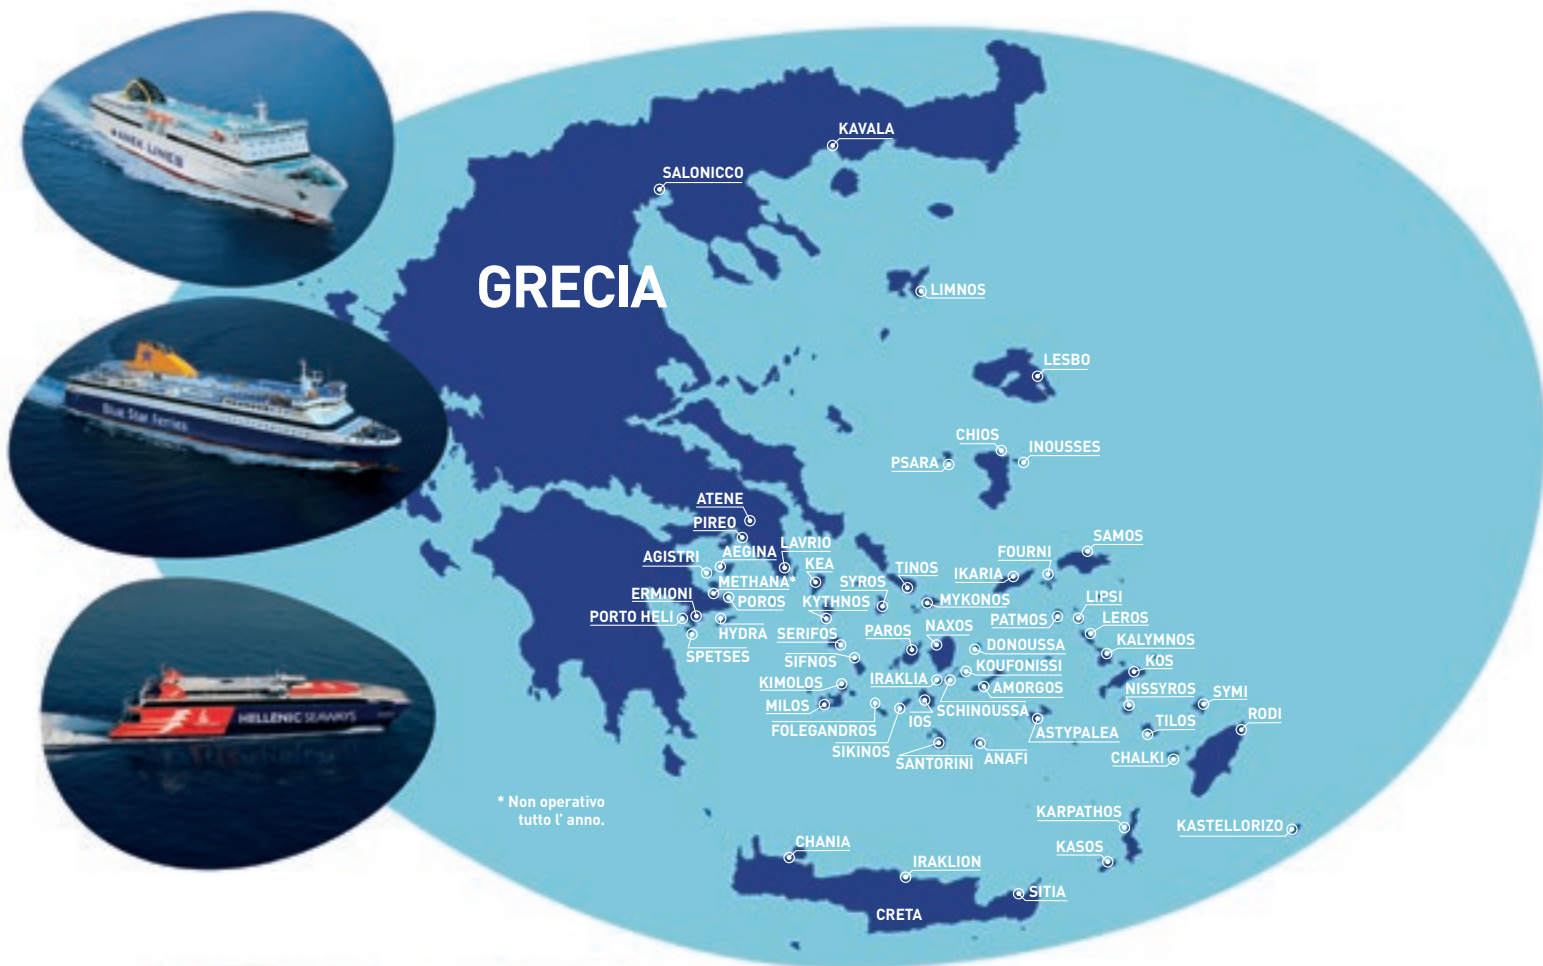 KAVALA
SALONICCO
ANEK LINES
GRECIA
LIMNOS
LESBO
Blue Star Ferries
CHIOS
INOUSSES
PSARA
ATENE
PIREO
LAVRIO
SAMOS
AGISTRI
AEGINA
FOURNI
KEA
TINOS
IKARIA
METHANA*
SYROS
ERMIONI
POROS
KYTHNOS
MYKONOS
LIPSI
PORTO HELI
PATMOS
LEROS
HYDRA
SERIFOS
PAROS
NAXOS
DONOUSSA
KALYMNOS
SPETSES
SIFNOS
KOUFONISSI
KOS
KIMOLOS
IRAKLIA
AMORGOS
NISSYROS
SYMI
MILOS
SCHINOUSSA
RODI
HELLENIC SEAWAYS
FOLEGANDROS
IOS
ASTYPALEA
TILOS
SIKINOS
SANTORINI
ANAFI
CHALKI
* Non operativo
tutto l' anno.
KARPATHOS
KASTELLORIZO
CHANIA
KASOS
IRAKLION
SITIA
CRETA